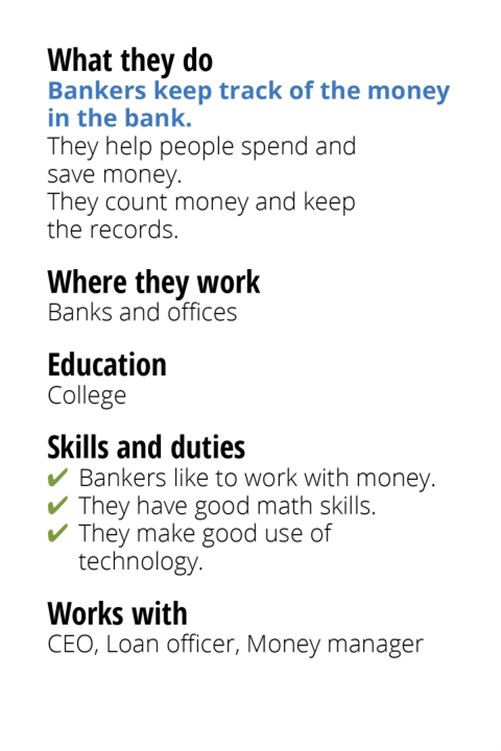 What they do
Bankers keep track of the money
in the bank.
They help people spend and
save money.
They count money and keep
the records.
Where they work
Banks and offices
Education
College
Skills and duties
✔ Bankers like to work with money.
✔ They have good math skills.
✔ They make good use of
technology.
Works with
CEO, Loan officer, Money manager